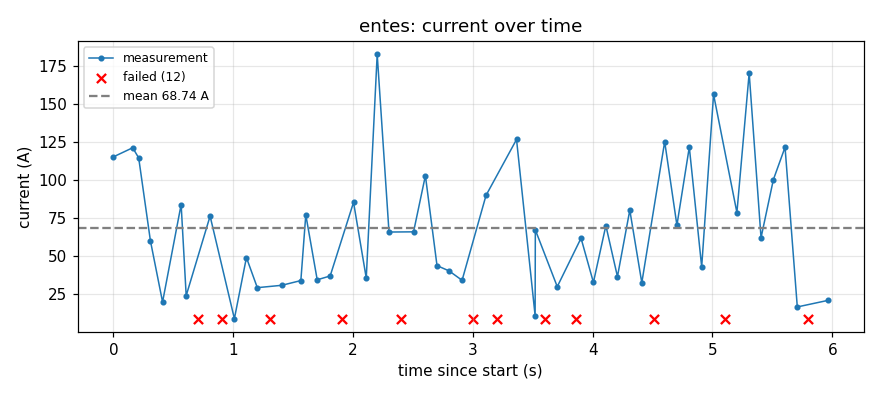 entes: current over time
measurement
failed (12)
mean 68.74 A
current (A)
175
150
125
100
75
50
25
0 1 2 3 4 5 6
time since start (s)